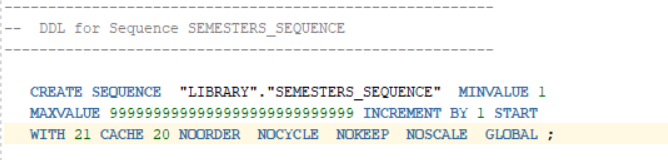 --------------------------------------------------------
--  DDL for Sequence SEMESTERS_SEQUENCE
--------------------------------------------------------
CREATE SEQUENCE  "LIBRARY"."SEMESTERS_SEQUENCE"  MINVALUE 1
MAXVALUE 9999999999999999999999999999 INCREMENT BY 1 START
WITH 21 CACHE 20 NOORDER  NOCYCLE  NOKEEP  NOSCALE  GLOBAL ;